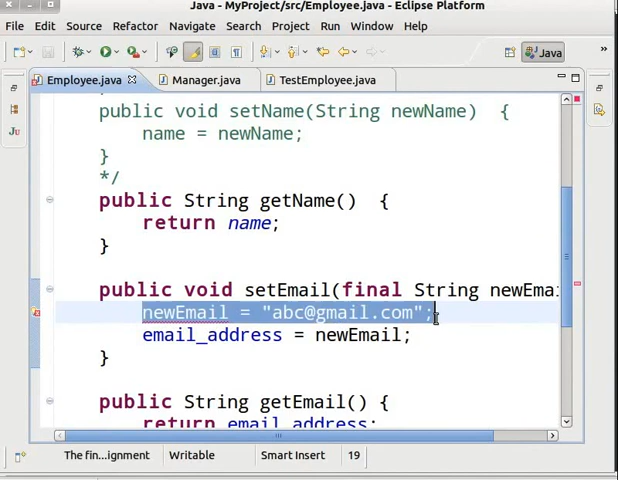 Java - MyProject/src/Employee.java - Eclipse Platform
File Edit Source Refactor Navigate Search Project Run Window Help
Java »
Employee.java Manager.java TestEmployee.java
public void setName(String newName) {
name = newName;
}
*/
public String getName() {
return name;
}
public void setEmail(final String newEmai
newEmail = "abc@gmail.com";
email_address = newEmail;
}
public String getEmail() {
return email_address;
The fin...ignment Writable Smart Insert 19